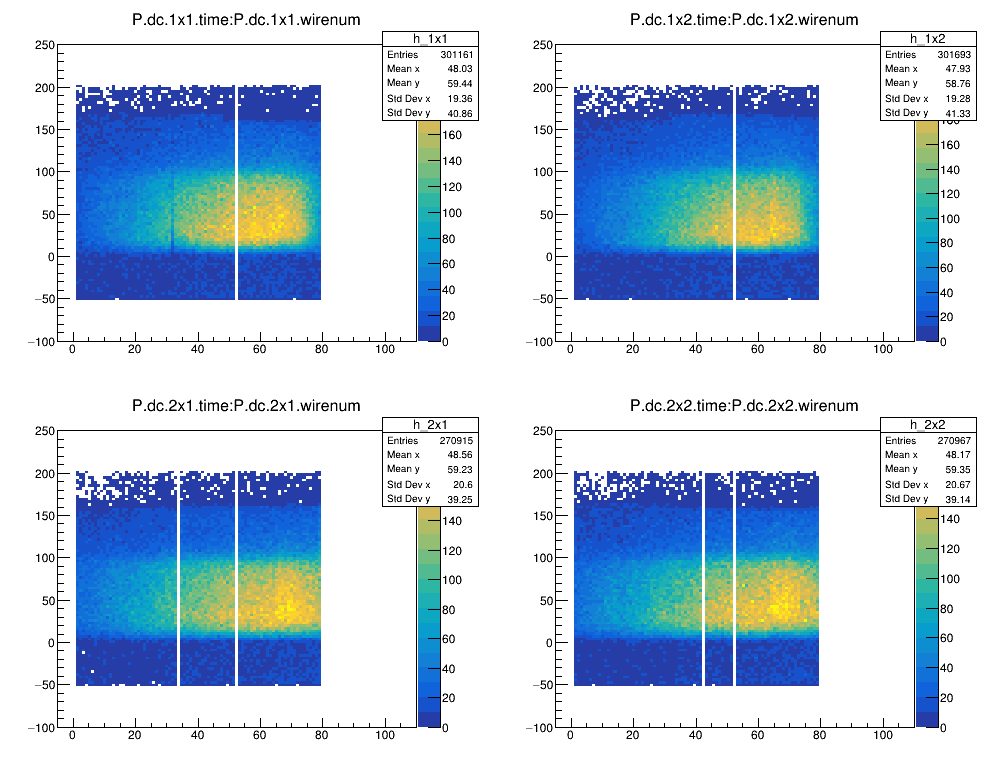 P.dc.1x1.time:P.dc.1x1.wirenum
h_1x1
Entries 301161
Mean x 48.03
Mean y 59.44
Std Dev x 19.36
Std Dev y 40.86
250
200
150
100
50
0
−50
−100
0 20 40 60 80 100
160
140
120
100
80
60
40
20
0
P.dc.1x2.time:P.dc.1x2.wirenum
h_1x2
Entries 301693
Mean x 47.93
Mean y 58.76
Std Dev x 19.28
Std Dev y 41.33
250
200
150
100
50
0
−50
−100
0 20 40 60 80 100
180
160
140
120
100
80
60
40
20
0
P.dc.2x1.time:P.dc.2x1.wirenum
h_2x1
Entries 270915
Mean x 48.56
Mean y 59.23
Std Dev x 20.6
Std Dev y 39.25
250
200
150
100
50
0
−50
−100
0 20 40 60 80 100
140
120
100
80
60
40
20
0
P.dc.2x2.time:P.dc.2x2.wirenum
h_2x2
Entries 270967
Mean x 48.17
Mean y 59.35
Std Dev x 20.67
Std Dev y 39.14
250
200
150
100
50
0
−50
−100
0 20 40 60 80 100
140
120
100
80
60
40
20
0